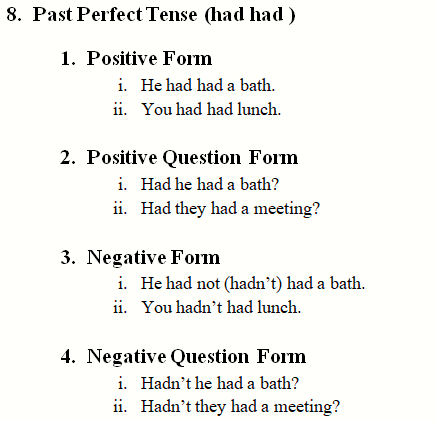 8. Past Perfect Tense (had had )
1. Positive Form
i. He had had a bath.
ii. You had had lunch.
2. Positive Question Form
i. Had he had a bath?
ii. Had they had a meeting?
3. Negative Form
i. He had not (hadn’t) had a bath.
ii. You hadn’t had lunch.
4. Negative Question Form
i. Hadn’t he had a bath?
ii. Hadn’t they had a meeting?